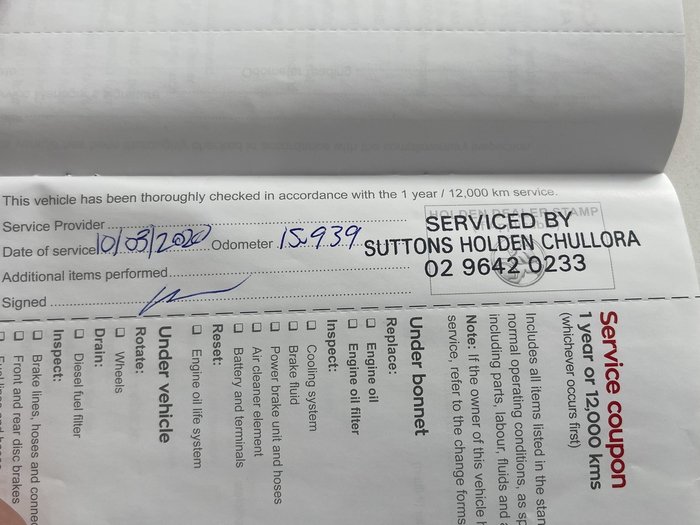 This vehicle has been thoroughly checked in accordance with the 1 year / 12,000 km service.
Service Provider
Date of service 10/03/2020 Odometer 15,939
Additional items performed
Signed
HOLDEN DEALER STAMP
SERVICED BY
SUTTONS HOLDEN CHULLORA
02 9642 0233
Service coupon
1 year or 12,000 kms
(whichever occurs first)
Includes all items listed in the
normal operating conditions, as
including parts, labour, fluids and
Note: If the owner of this vehicle
service, refer to the change forms
Under bonnet
Replace:
Engine oil
Engine oil filter
Inspect:
Cooling system
Brake fluid
Power brake unit and hoses
Air cleaner element
Battery and terminals
Reset:
Engine oil life system
Under vehicle
Rotate:
Wheels
Drain:
Diesel fuel filter
Inspect:
Brake lines, hoses and
Front and rear disc brakes